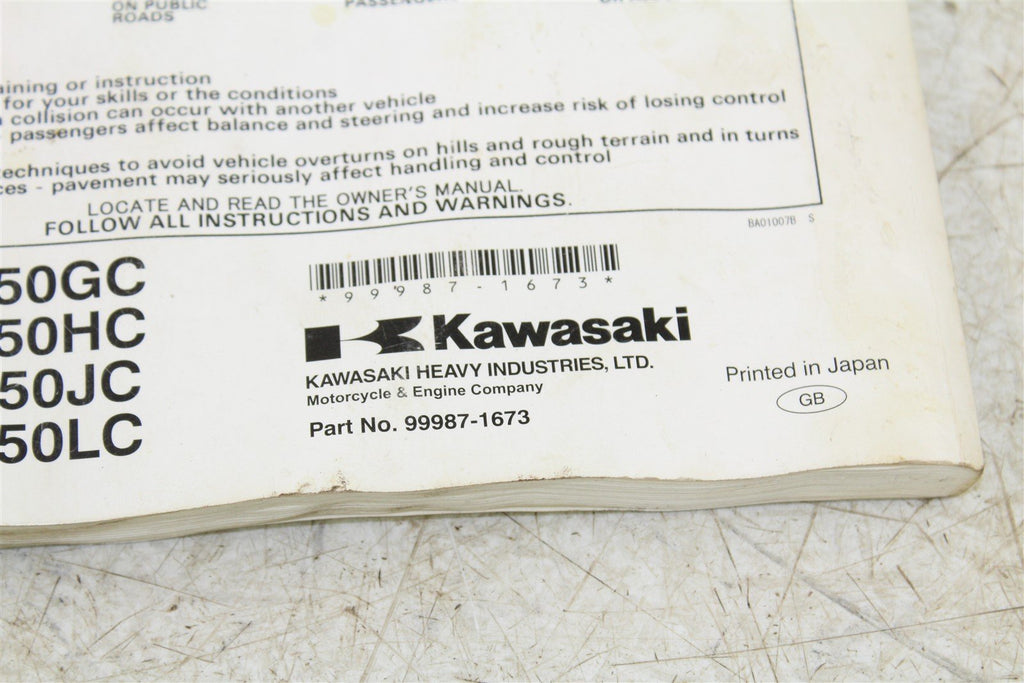 ON PUBLIC
ROADS
aining or instruction
for your skills or the conditions
collision can occur with another vehicle
passengers affect balance and steering and increase risk of losing control
echniques to avoid vehicle overturns on hills and rough terrain and in turns
ces - pavement may seriously affect handling and control
LOCATE AND READ THE OWNER'S MANUAL.
FOLLOW ALL INSTRUCTIONS AND WARNINGS.
BA01007B S
50GC
50HC
50JC
50LC
*99987-1673*
Kawasaki
KAWASAKI HEAVY INDUSTRIES, LTD.
Motorcycle & Engine Company
Part No. 99987-1673
Printed in Japan
GB